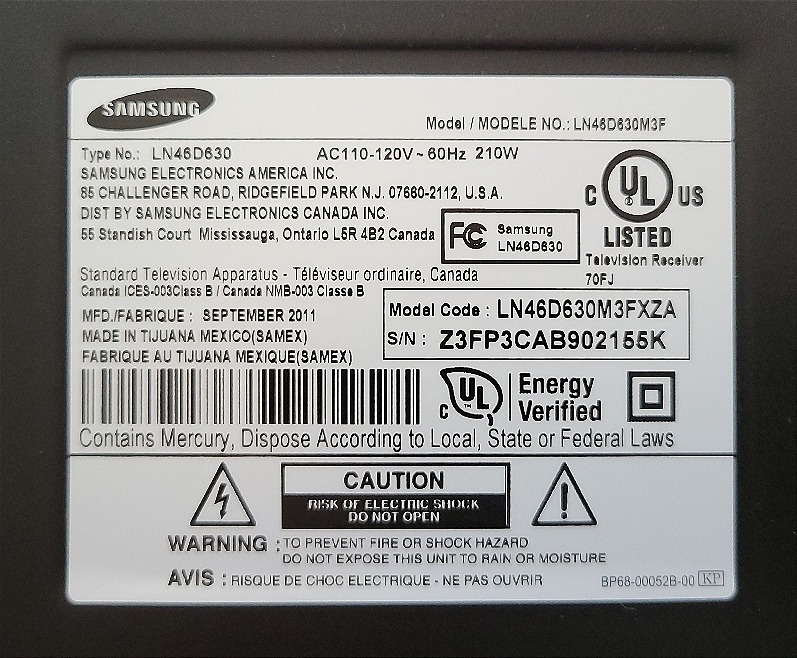 SAMSUNG
Model / MODELE NO.: LN46D630M3F
Type No.: LN46D630 AC110-120V~60Hz 210W
SAMSUNG ELECTRONICS AMERICA INC.
85 CHALLENGER ROAD, RIDGEFIELD PARK N.J. 07660-2112, U.S.A.
DIST BY SAMSUNG ELECTRONICS CANADA INC.
55 Standish Court Mississauga, Ontario L5R 4B2 Canada
FC Samsung
LN46D630
C UL US
LISTED
Television Receiver
70FJ
Standard Television Apparatus - Téléviseur ordinaire, Canada
Canada ICES-003Class B / Canada NMB-003 Classe B
MFD./FABRIQUE : SEPTEMBER 2011
MADE IN TIJUANA MEXICO(SAMEX)
FABRIQUE AU TIJUANA MEXIQUE(SAMEX)
Model Code : LN46D630M3FXZA
S/N : Z3FP3CAB902155K
C UL ™ Energy
Verified
Contains Mercury, Dispose According to Local, State or Federal Laws
CAUTION
RISK OF ELECTRIC SHOCK
DO NOT OPEN
WARNING : TO PREVENT FIRE OR SHOCK HAZARD
DO NOT EXPOSE THIS UNIT TO RAIN OR MOISTURE
AVIS : RISQUE DE CHOC ELECTRIQUE - NE PAS OUVRIR
BP68-00052B-00 KP